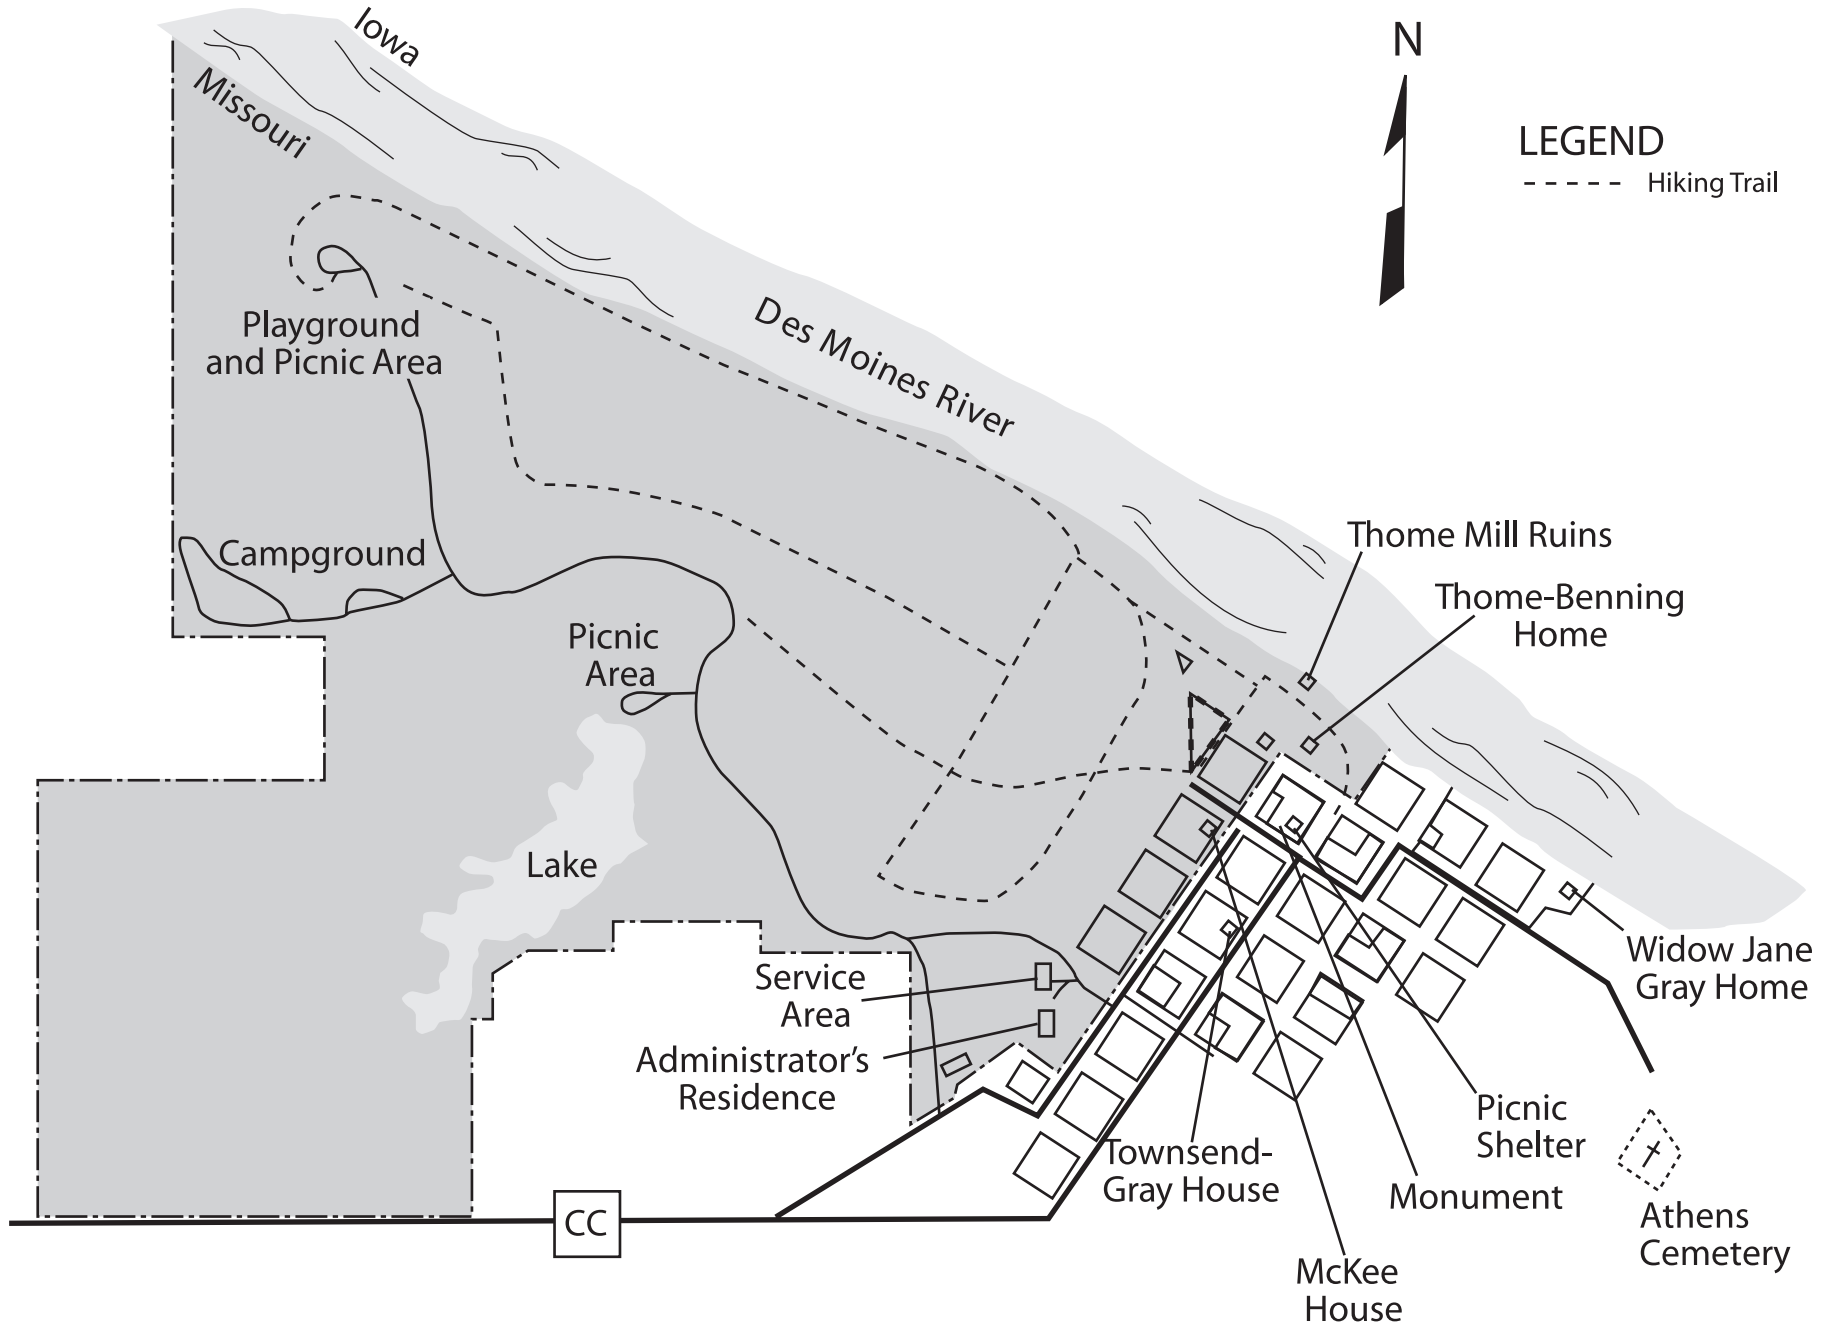 Iowa
N
Missouri
LEGEND
Hiking Trail
Playground
and Picnic Area
Des Moines River
Thome Mill Ruins
Campground
Thome-Benning
Home
Picnic
Area
Lake
Widow Jane
Gray Home
Service
Area
Administrator's
Residence
Picnic
Shelter
Townsend-
Gray House
Monument
CC
Athens
Cemetery
McKee
House